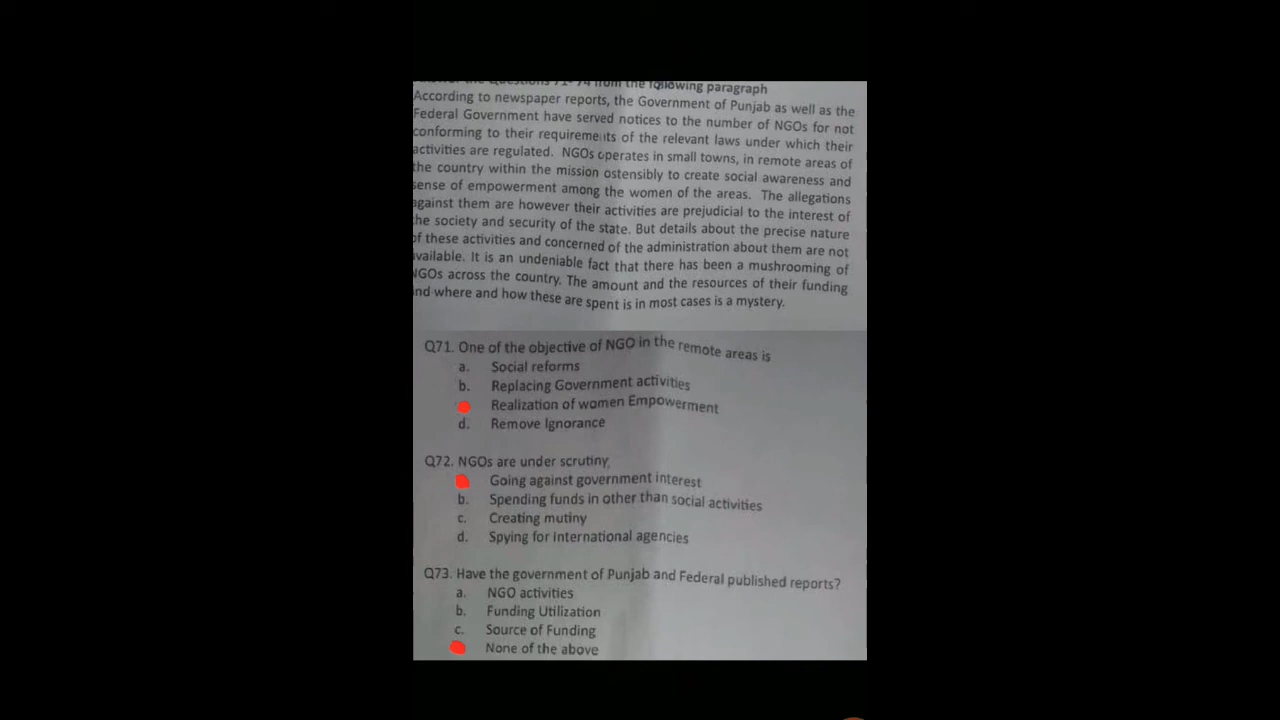 the Questions 71- 74 from the following paragraph
According to newspaper reports, the Government of Punjab as well as the
Federal Government have served notices to the number of NGOs for not
conforming to their requirements of the relevant laws under which their
activities are regulated. NGOs operates in small towns, in remote areas of
the country within the mission ostensibly to create social awareness and
sense of empowerment among the women of the areas. The allegations
against them are however their activities are prejudicial to the interest of
the society and security of the state. But details about the precise nature
of these activities and concerned of the administration about them are not
available. It is an undeniable fact that there has been a mushrooming of
NGOs across the country. The amount and the resources of their funding
and where and how these are spent is in most cases is a mystery.
Q71. One of the objective of NGO in the remote areas is
a. Social reforms
b. Replacing Government activities
Realization of women Empowerment
d. Remove Ignorance
Q72. NGOs are under scrutiny,
Going against government interest
b. Spending funds in other than social activities
c. Creating mutiny
d. Spying for International agencies
Q73. Have the government of Punjab and Federal published reports?
a. NGO activities
b. Funding Utilization
c. Source of Funding
None of the above